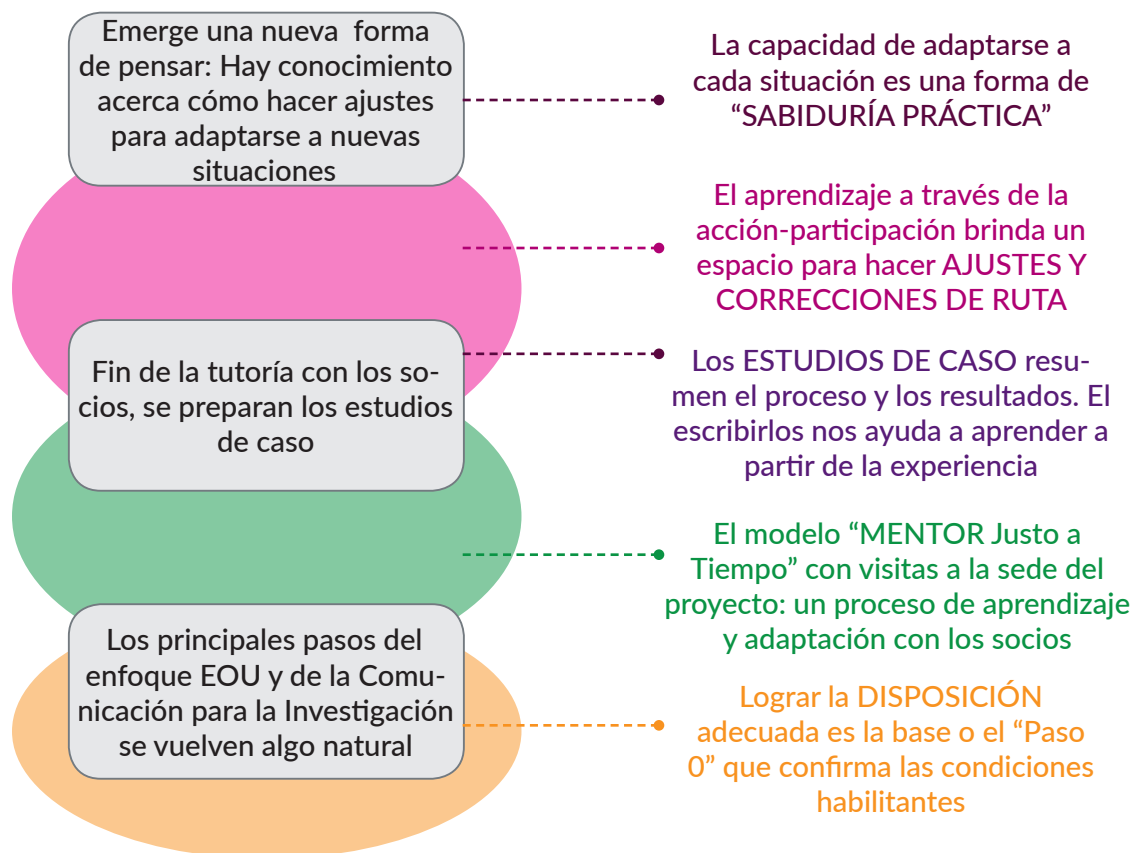 Emerge una nueva forma
de pensar: Hay conocimiento
acerca cómo hacer ajustes
para adaptarse a nuevas
situaciones
La capacidad de adaptarse a
cada situación es una forma de
“SABIDURÍA PRÁCTICA”
El aprendizaje a través de la
acción-participación brinda un
espacio para hacer AJUSTES Y
CORRECCIONES DE RUTA
Fin de la tutoría con los so-
cios, se preparan los estudios
de caso
Los ESTUDIOS DE CASO resu-
men el proceso y los resultados. El
escribirlos nos ayuda a aprender a
partir de la experiencia
El modelo “MENTOR Justo a
Tiempo” con visitas a la sede del
proyecto: un proceso de aprendizaje
y adaptación con los socios
Los principales pasos del
enfoque EOU y de la Comu-
nicación para la Investigación
se vuelven algo natural
Lograr la DISPOSICIÓN
adecuada es la base o el “Paso
0” que confirma las condiciones
habilitantes